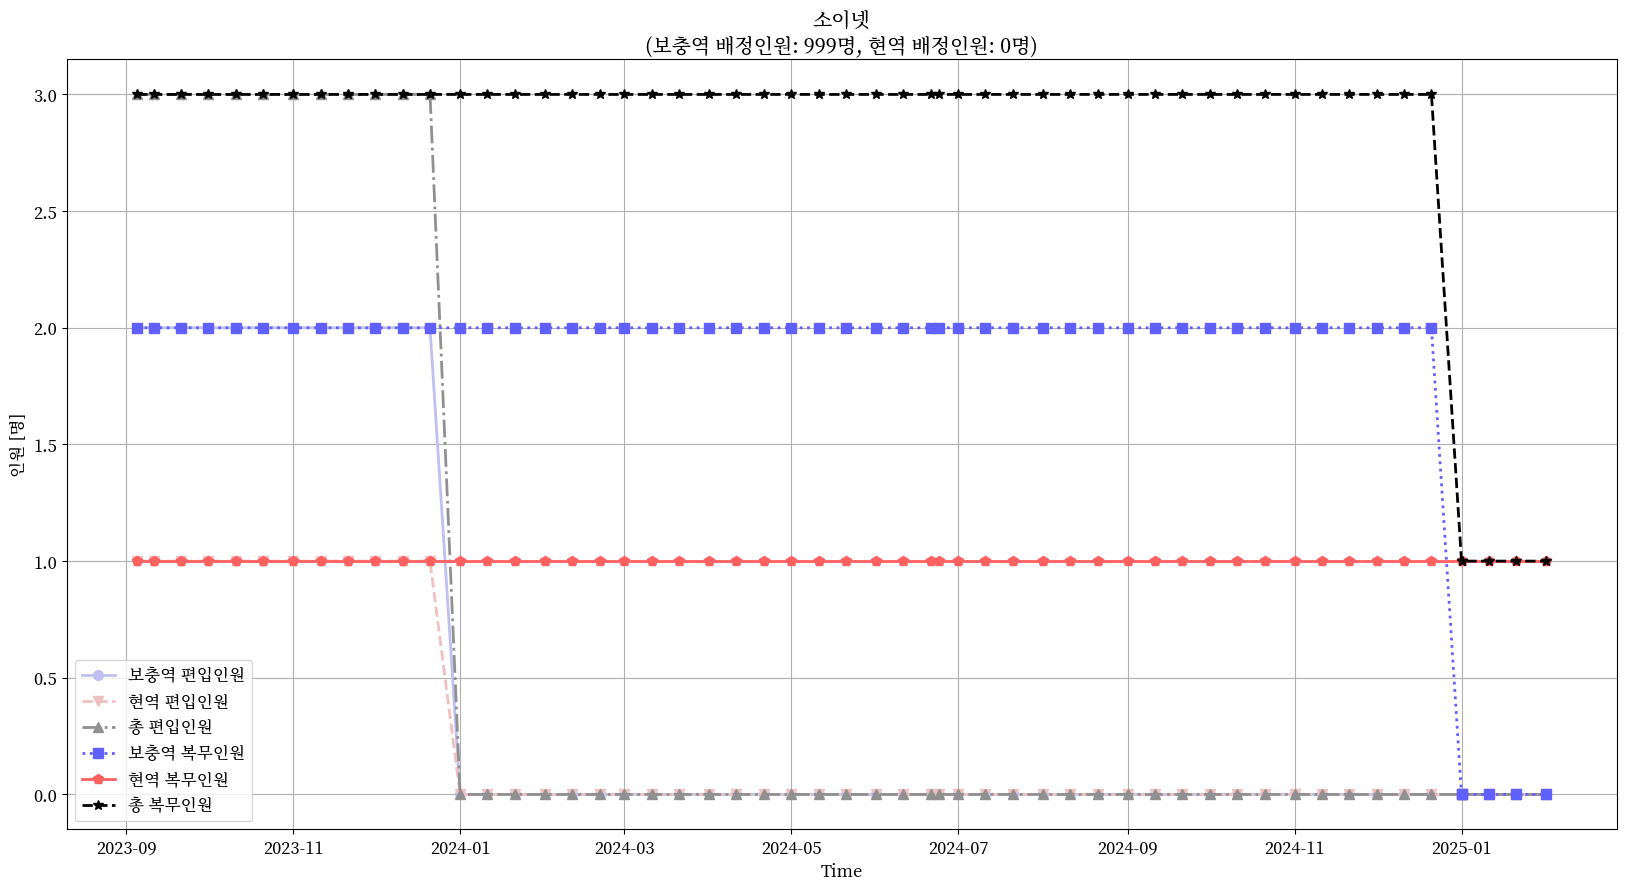 소이넷
(보충역 배정인원: 999명, 현역 배정인원: 0명)
3.0
2.5
2.0
1.5
1.0
0.5
0.0
인원 [명]
보충역 편입인원
현역 편입인원
총 편입인원
보충역 복무인원
현역 복무인원
총 복무인원
2023-09 2023-11 2024-01 2024-03 2024-05 2024-07 2024-09 2024-11 2025-01
Time